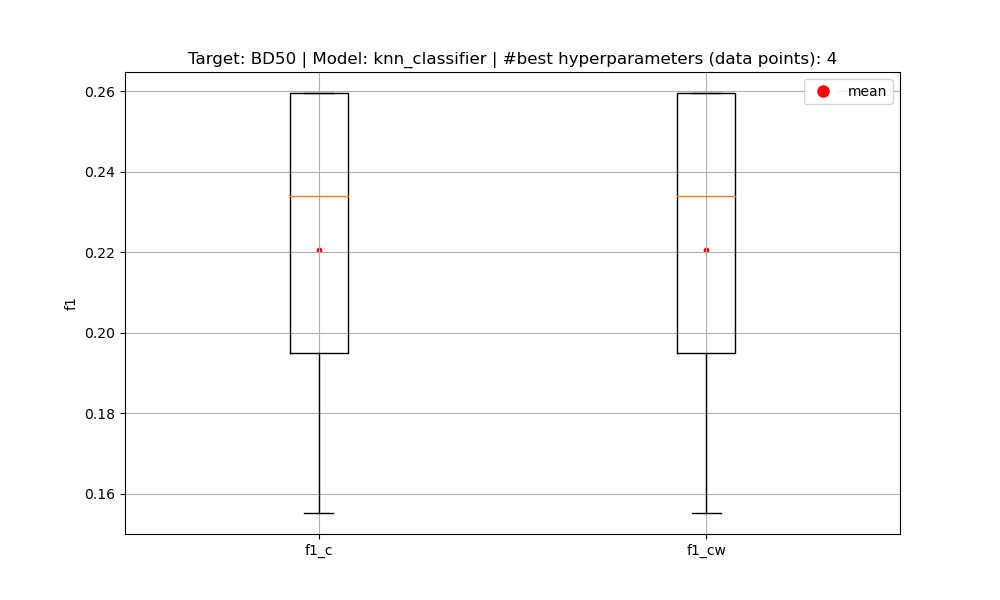 Target: BD50 | Model: knn_classifier | #best hyperparameters (data points): 4
mean
0.26
0.24
0.22
0.20
0.18
0.16
f1
f1_c
f1_cw